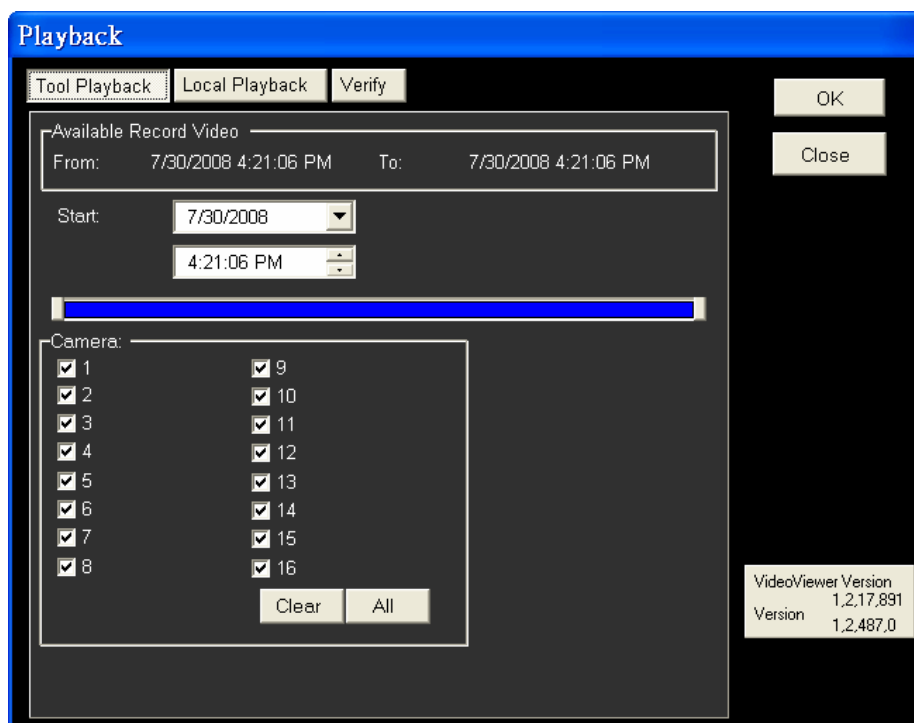 Playback
Tool Playback Local Playback Verify
OK
Close
Available Record Video
From: 7/30/2008 4:21:06 PM To: 7/30/2008 4:21:06 PM
Start: 7/30/2008
4:21:06 PM
Camera:
1 9
2 10
3 11
4 12
5 13
6 14
7 15
8 16
Clear All
VideoViewer Version
1,2,17,891
Version
1,2,487,0